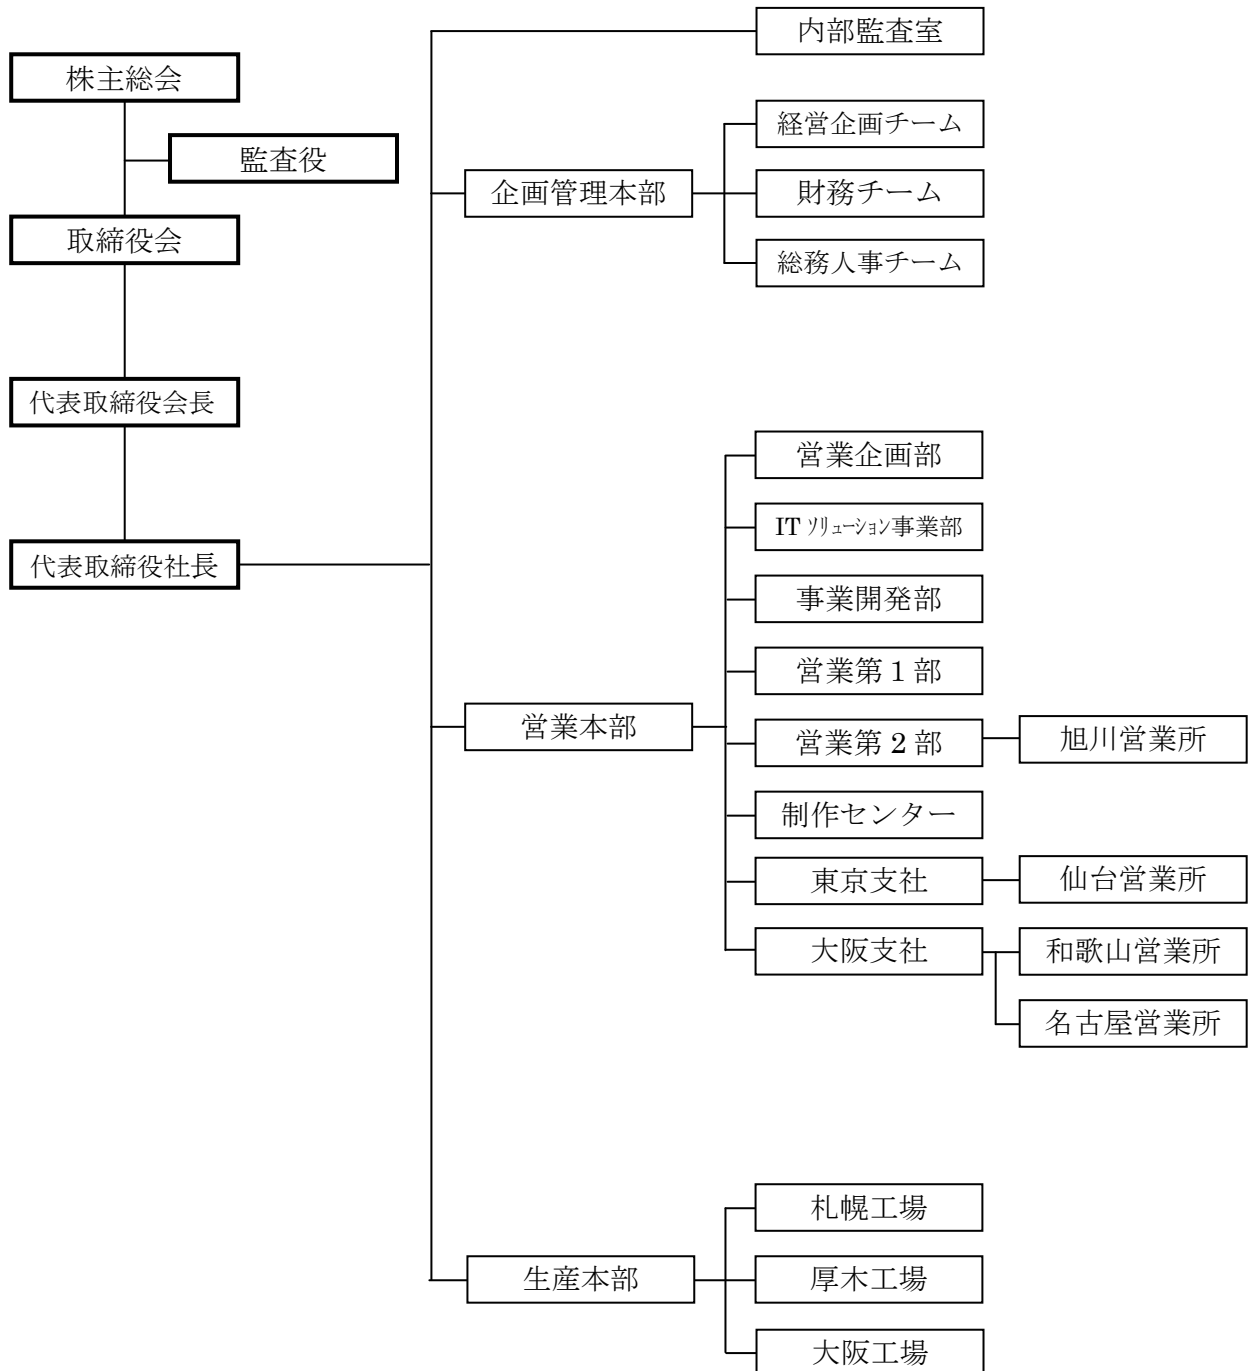 内部監査室
株主総会
経営企画チーム
監査役
企画管理本部
財務チーム
取締役会
総務人事チーム
代表取締役会長
営業企画部
IT ソリューション事業部
代表取締役社長
事業開発部
営業第 1 部
営業本部
営業第 2 部
旭川営業所
制作センター
東京支社
仙台営業所
大阪支社
和歌山営業所
名古屋営業所
札幌工場
生産本部
厚木工場
大阪工場